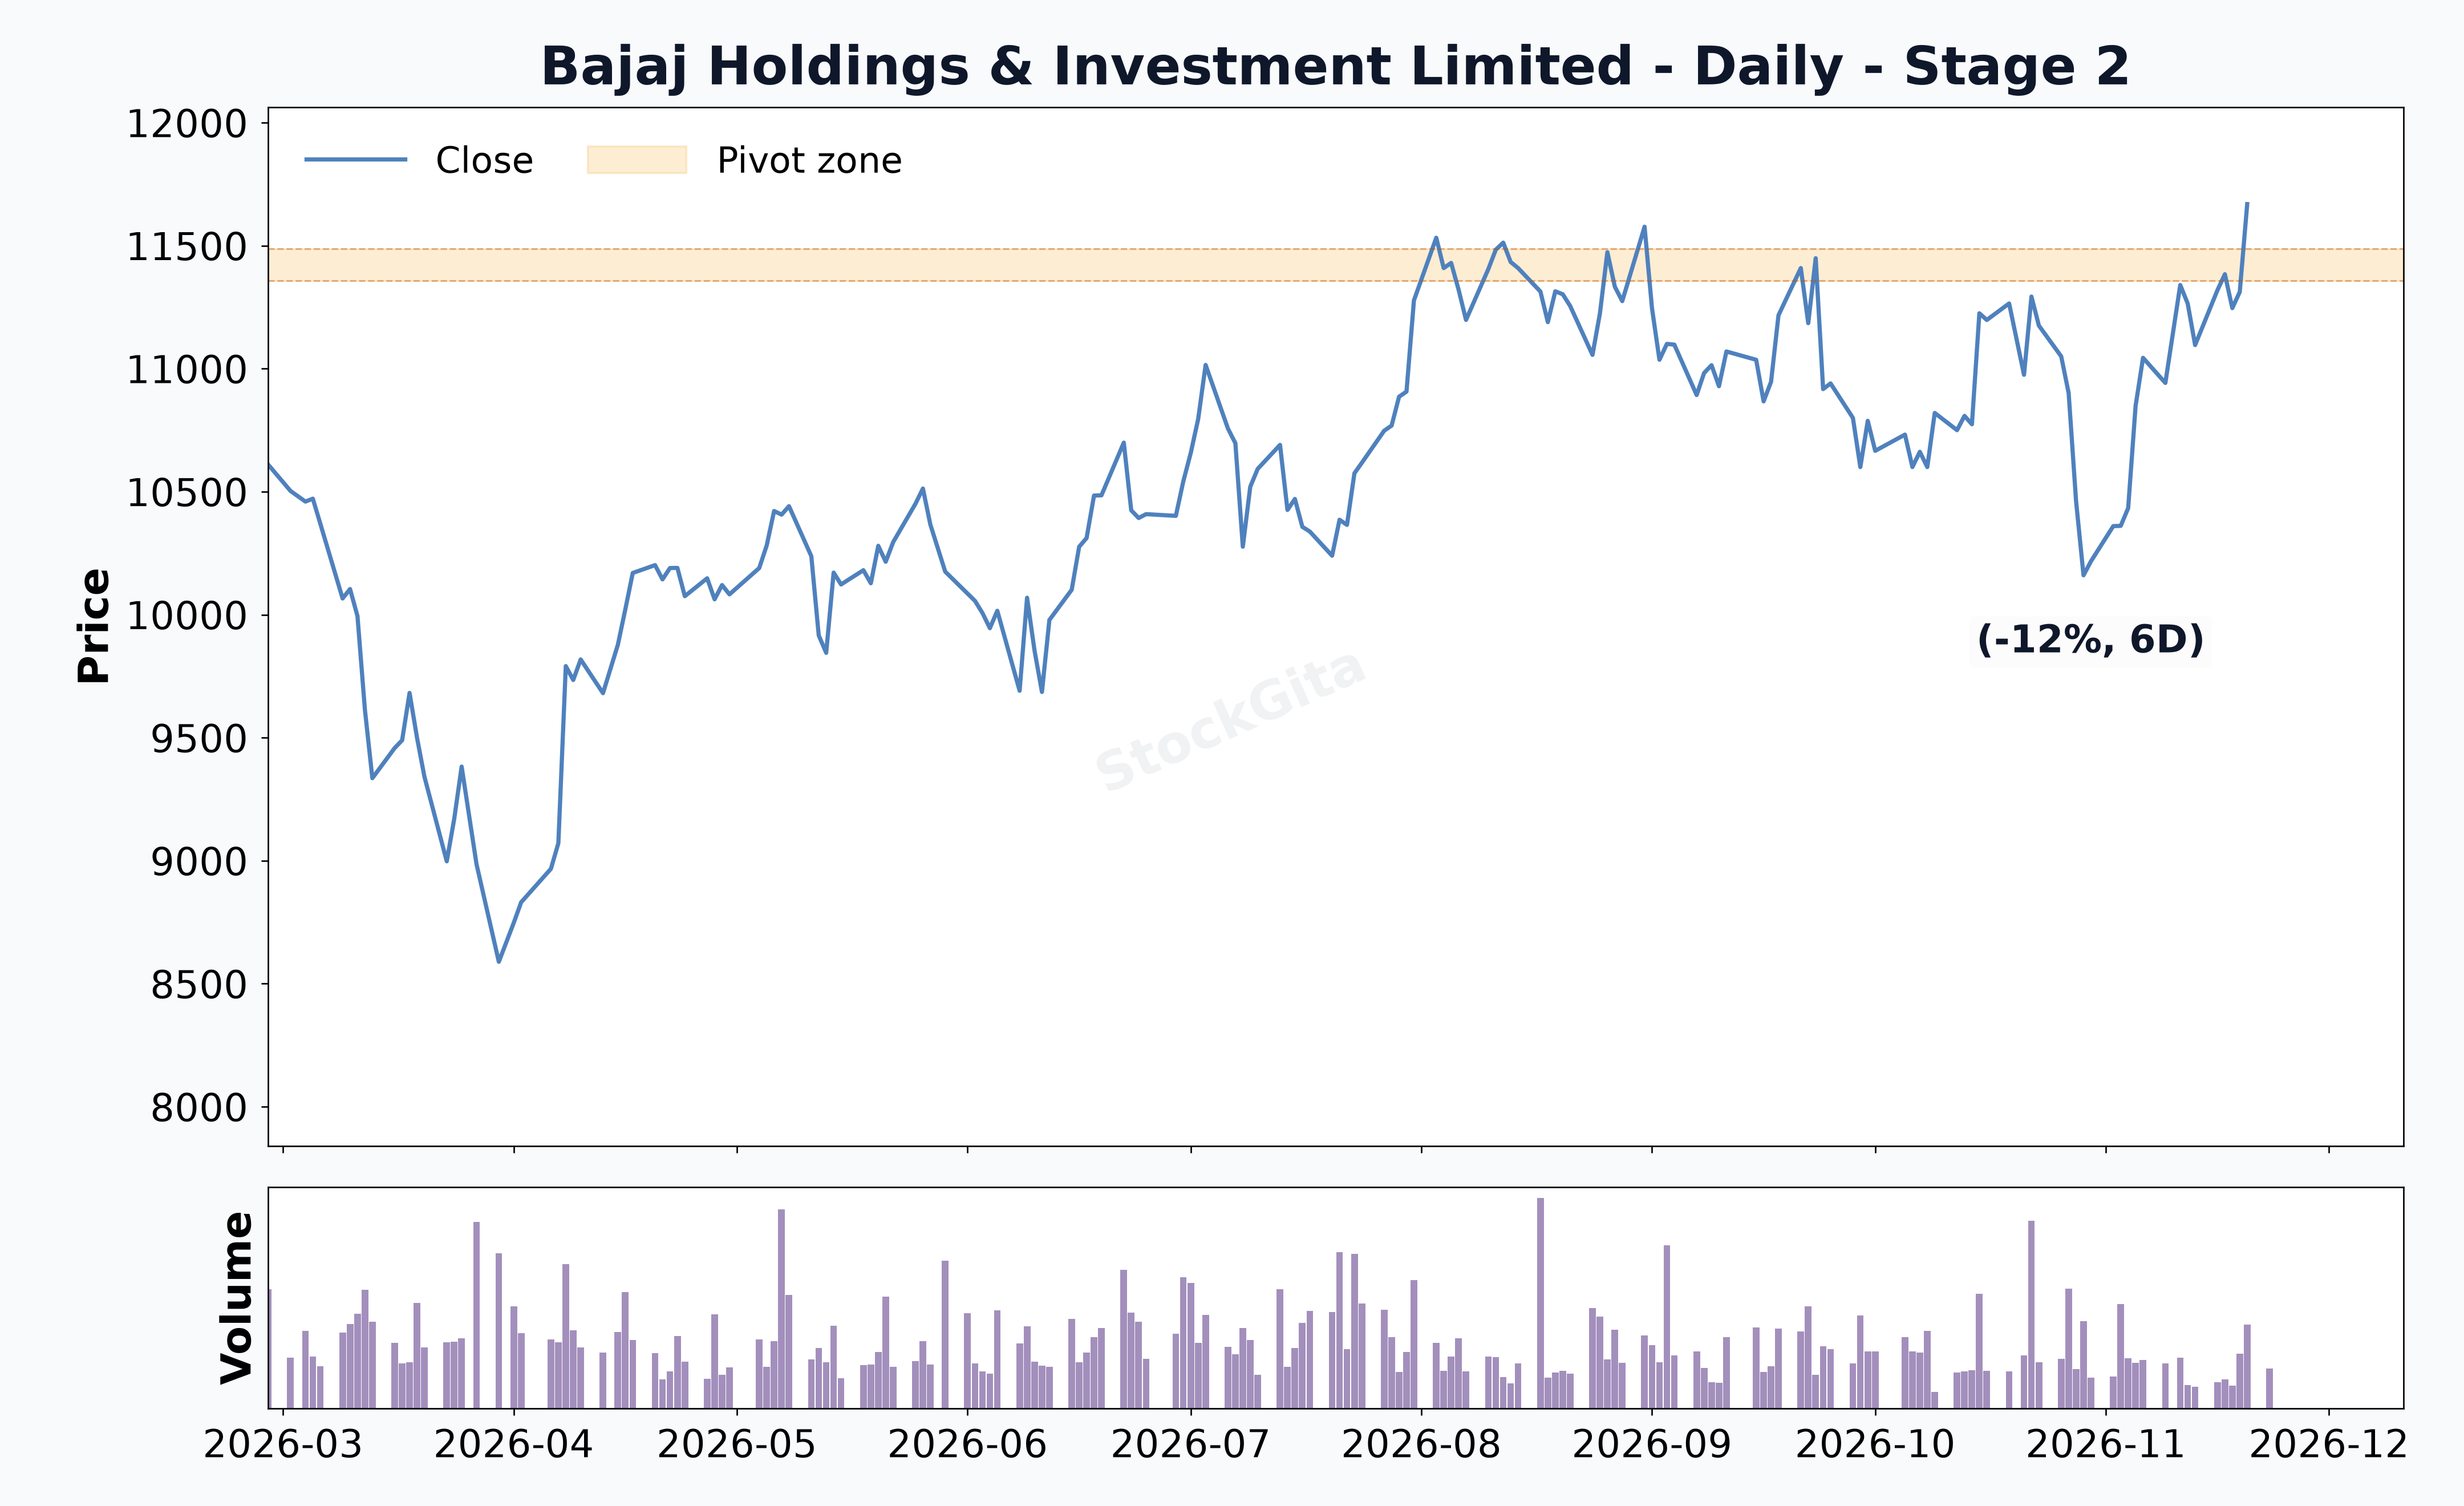 Bajaj Holdings & Investment Limited - Daily - Stage 2
12000
11500
11000
10500
10000
9500
9000
8500
8000
Price
Close
Pivot zone
(-12%, 6D)
StockGita
Volume
2026-03
2026-04
2026-05
2026-06
2026-07
2026-08
2026-09
2026-10
2026-11
2026-12